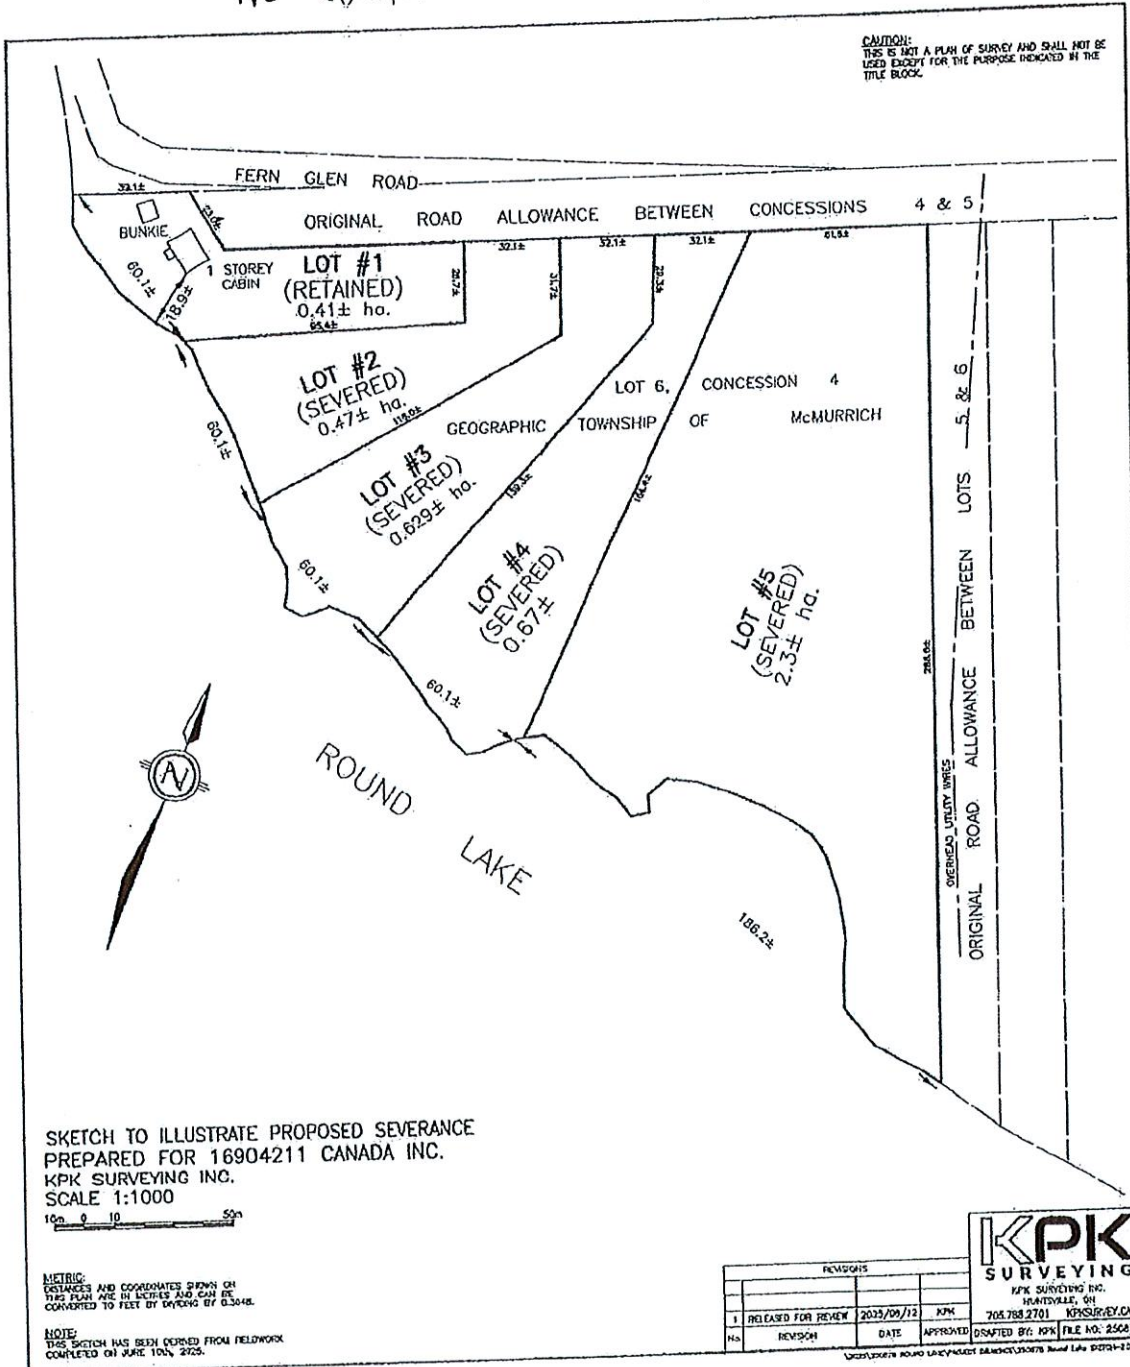 CAUTION:
THIS IS NOT A PLAN OF SURVEY AND SHALL NOT BE
USED EXCEPT FOR THE PURPOSE INDICATED IN THE
TITLE BLOCK.
FERN GLEN ROAD
32.1±
ORIGINAL ROAD ALLOWANCE BETWEEN CONCESSIONS 4 & 5
32.1±
32.1±
32.1±
BUNKIE
1 STOREY
CABIN
60.1±
18.9±
LOT #1
(RETAINED)
0.41± ha.
31.7±
LOT #2
(SEVERED)
0.47± ha.
60.1±
LOT 6, CONCESSION 4
GEOGRAPHIC TOWNSHIP OF McMURRICH
LOT #3
(SEVERED)
0.629± ha.
60.1±
LOT #4
(SEVERED)
0.67±
60.1±
LOT #5
(SEVERED)
2.3± ha.
186.2±
OVERHEAD UTILITY WIRES
ORIGINAL ROAD ALLOWANCE BETWEEN LOTS 5 & 6
ROUND
LAKE
SKETCH TO ILLUSTRATE PROPOSED SEVERANCE
PREPARED FOR 16904211 CANADA INC.
KPK SURVEYING INC.
SCALE 1:1000
10m 0 10 50m
METRIC:
DISTANCES AND COORDINATES SHOWN ON
THIS PLAN ARE IN METRES AND CAN BE
CONVERTED TO FEET BY DIVIDING BY 0.3048.
NOTE:
THIS SKETCH HAS BEEN DERIVED FROM FIELDWORK
COMPLETED ON JUNE 10th, 2025.
REVISIONS
1 RELEASED FOR REVIEW 2025/09/12 KPK
No REVISION DATE APPROVED
KPK
SURVEYING
KPK SURVEYING INC.
HUNTSVILLE, ON
705.788.2701 KPKSURVEY.CA
DRAFTED BY: KPK FILE NO: 2508